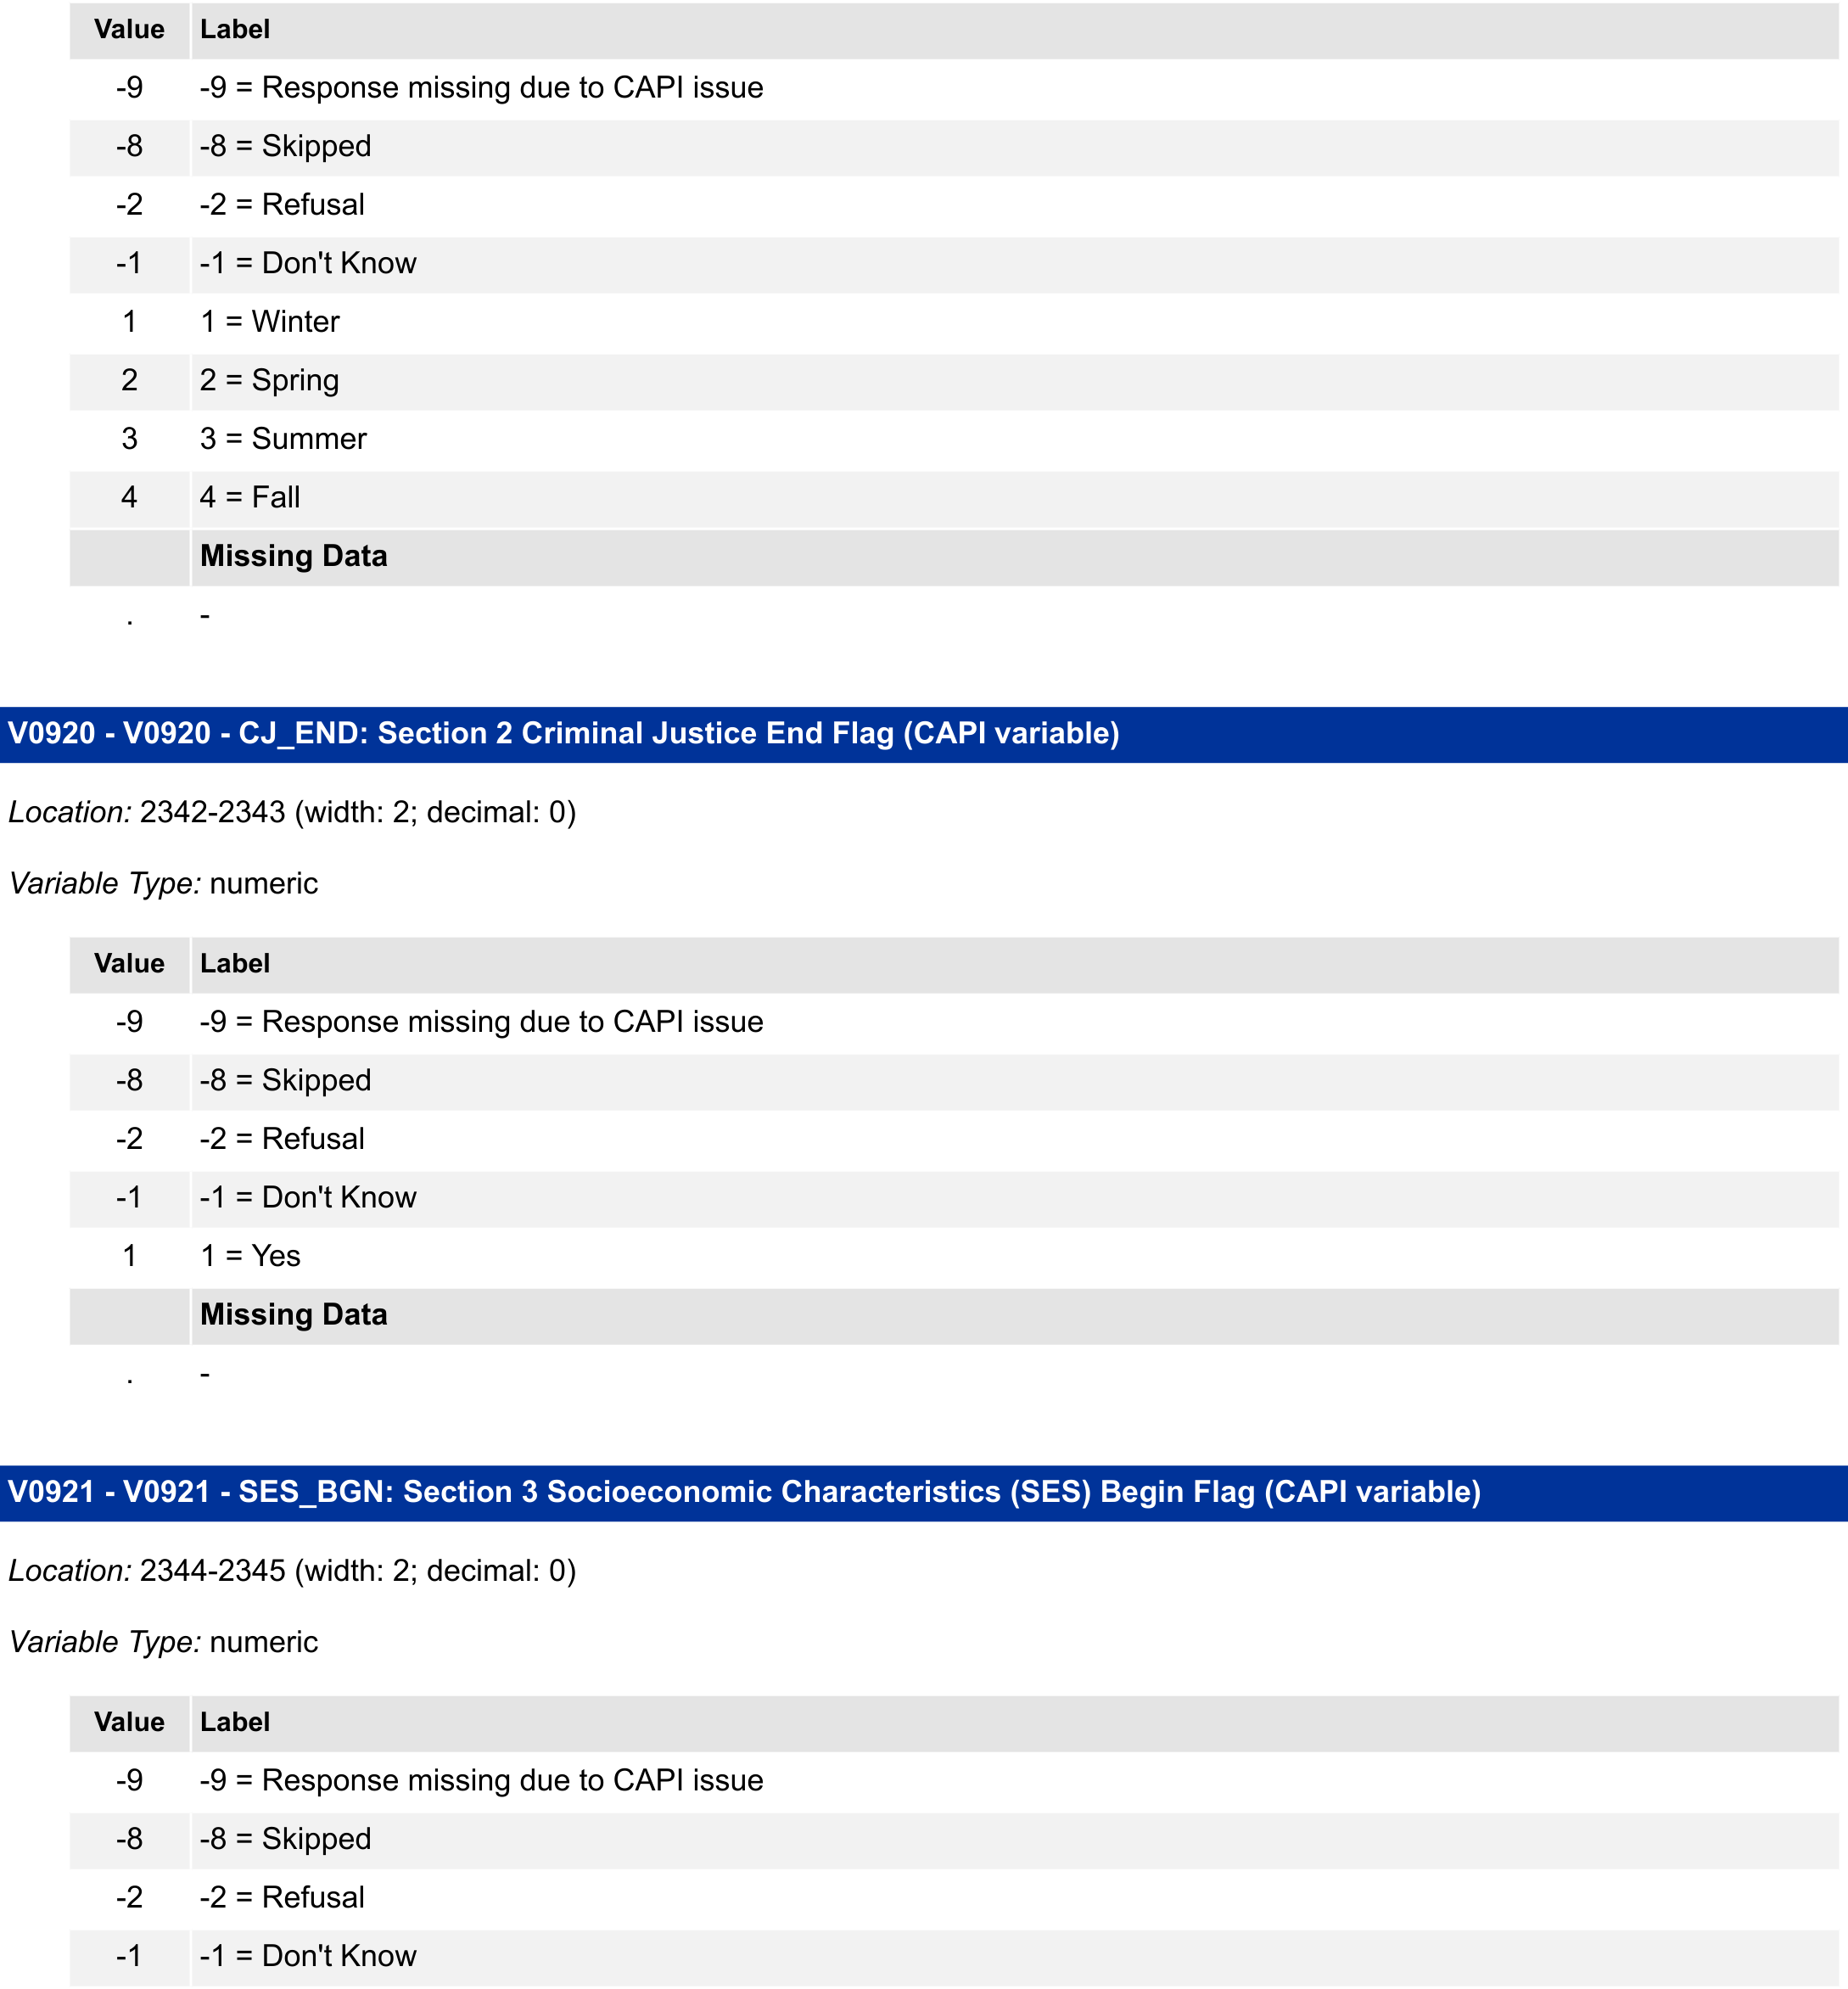 Value Label
-9 -9 = Response missing due to CAPI issue
-8 -8 = Skipped
-2 -2 = Refusal
-1 -1 = Don't Know
1 1 = Winter
2 2 = Spring
3 3 = Summer
4 4 = Fall
Missing Data
. -
V0920 - V0920 - CJ_END: Section 2 Criminal Justice End Flag (CAPI variable)
Location: 2342-2343 (width: 2; decimal: 0)
Variable Type: numeric
Value Label
-9 -9 = Response missing due to CAPI issue
-8 -8 = Skipped
-2 -2 = Refusal
-1 -1 = Don't Know
1 1 = Yes
Missing Data
. -
V0921 - V0921 - SES_BGN: Section 3 Socioeconomic Characteristics (SES) Begin Flag (CAPI variable)
Location: 2344-2345 (width: 2; decimal: 0)
Variable Type: numeric
Value Label
-9 -9 = Response missing due to CAPI issue
-8 -8 = Skipped
-2 -2 = Refusal
-1 -1 = Don't Know